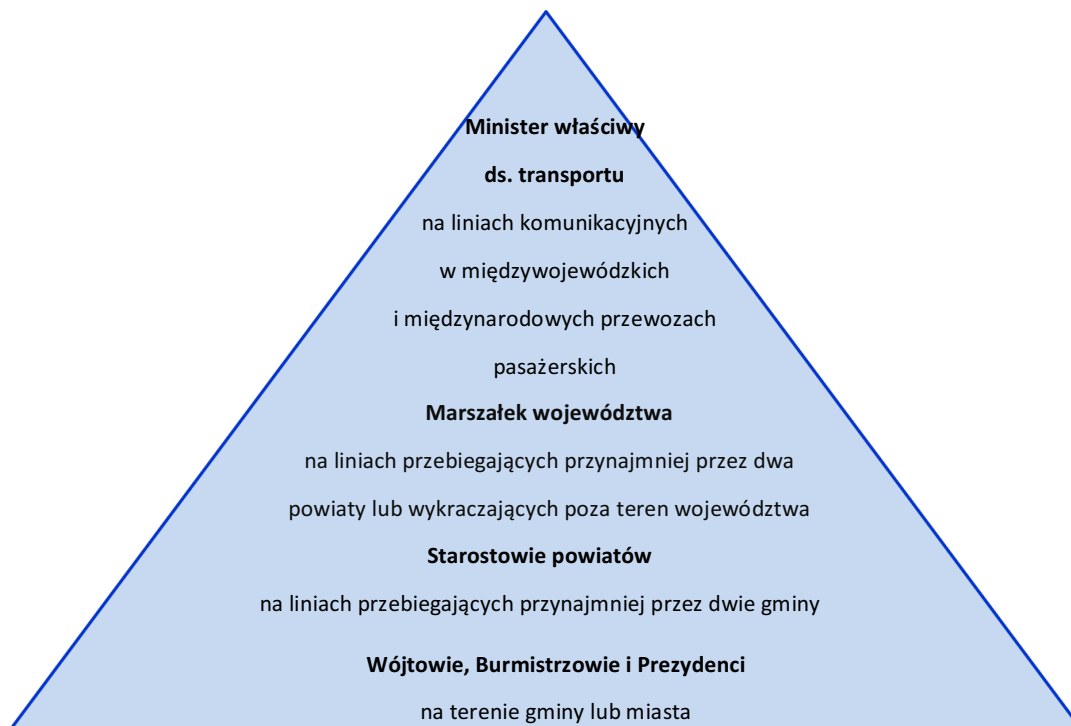 Minister właściwy
ds. transportu
na liniach komunikacyjnych
w międzywojewódzkich
i międzynarodowych przewozach
pasażerskich
Marszałek województwa
na liniach przebiegających przynajmniej przez dwa
powiaty lub wykraczających poza teren województwa
Starostowie powiatów
na liniach przebiegających przynajmniej przez dwie gminy
Wójtowie, Burmistrzowie i Prezydenci
na terenie gminy lub miasta